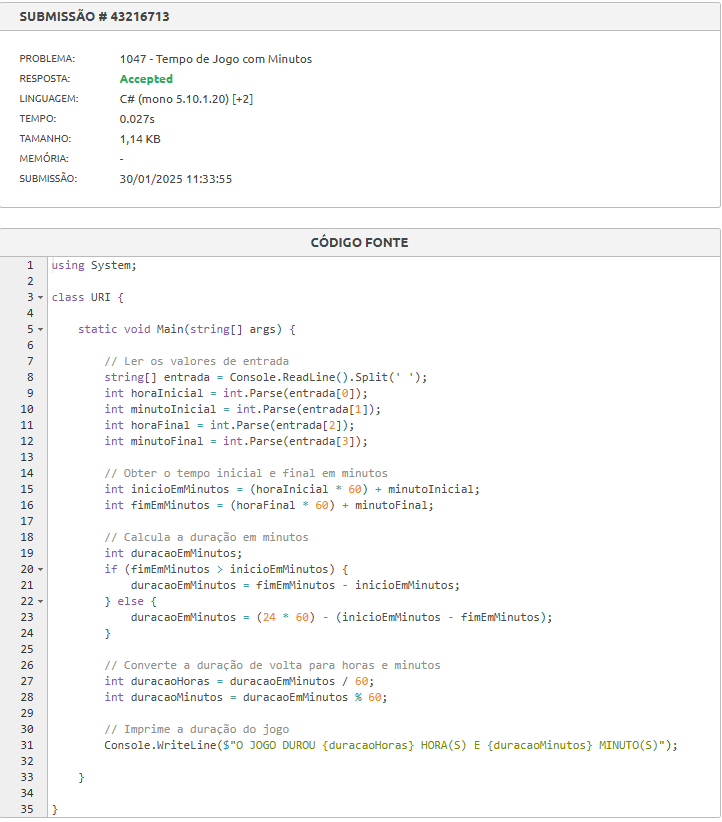 SUBMISSÃO # 43216713
PROBLEMA: 1047 - Tempo de Jogo com Minutos
RESPOSTA: Accepted
LINGUAGEM: C# (mono 5.10.1.20) [+2]
TEMPO: 0.027s
TAMANHO: 1,14 KB
MEMÓRIA: -
SUBMISSÃO: 30/01/2025 11:33:55
CÓDIGO FONTE
1 using System;
2
3 class URI {
4
5     static void Main(string[] args) {
6
7         // Ler os valores de entrada
8         string[] entrada = Console.ReadLine().Split(' ');
9         int horaInicial = int.Parse(entrada[0]);
10         int minutoInicial = int.Parse(entrada[1]);
11         int horaFinal = int.Parse(entrada[2]);
12         int minutoFinal = int.Parse(entrada[3]);
13
14         // Obter o tempo inicial e final em minutos
15         int inicioEmMinutos = (horaInicial * 60) + minutoInicial;
16         int fimEmMinutos = (horaFinal * 60) + minutoFinal;
17
18         // Calcula a duração em minutos
19         int duracaoEmMinutos;
20         if (fimEmMinutos > inicioEmMinutos) {
21             duracaoEmMinutos = fimEmMinutos - inicioEmMinutos;
22         } else {
23             duracaoEmMinutos = (24 * 60) - (inicioEmMinutos - fimEmMinutos);
24         }
25
26         // Converte a duração de volta para horas e minutos
27         int duracaoHoras = duracaoEmMinutos / 60;
28         int duracaoMinutos = duracaoEmMinutos % 60;
29
30         // Imprime a duração do jogo
31         Console.WriteLine($"O JOGO DUROU {duracaoHoras} HORA(S) E {duracaoMinutos} MINUTO(S)");
32
33     }
34
35 }